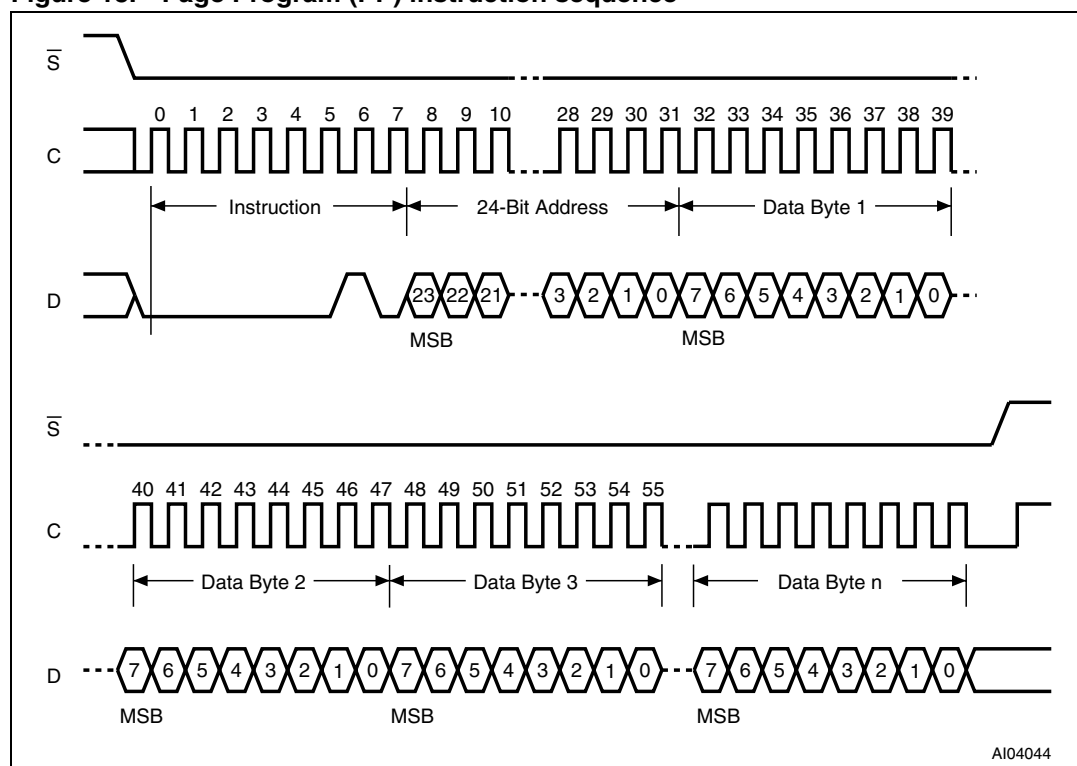 Figure 16. Page Program (PP) instruction sequence
S
0 1 2 3 4 5 6 7 8 9 10 28 29 30 31 32 33 34 35 36 37 38 39
C
Instruction 24-Bit Address Data Byte 1
D 23 22 21 3 2 1 0 7 6 5 4 3 2 1 0
MSB MSB
S
40 41 42 43 44 45 46 47 48 49 50 51 52 53 54 55
C
Data Byte 2 Data Byte 3 Data Byte n
D 7 6 5 4 3 2 1 0 7 6 5 4 3 2 1 0 7 6 5 4 3 2 1 0
MSB MSB MSB
AI04044